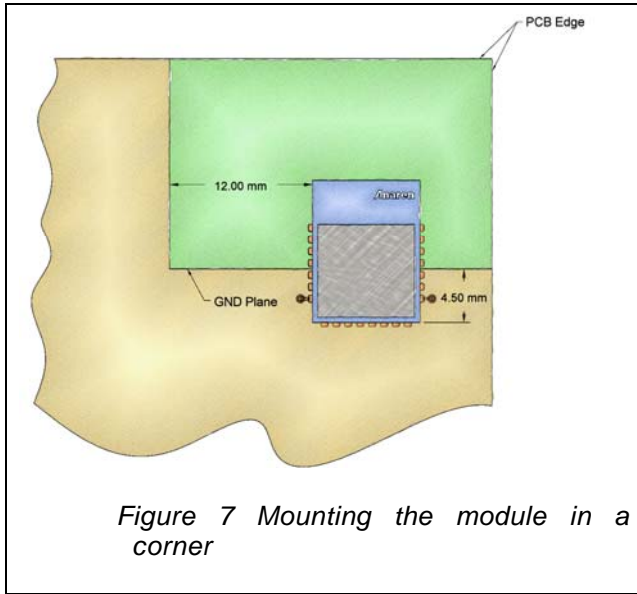 PCB Edge
12.00 mm
Anaren
GND Plane
4.50 mm
Figure 7 Mounting the module in a
corner